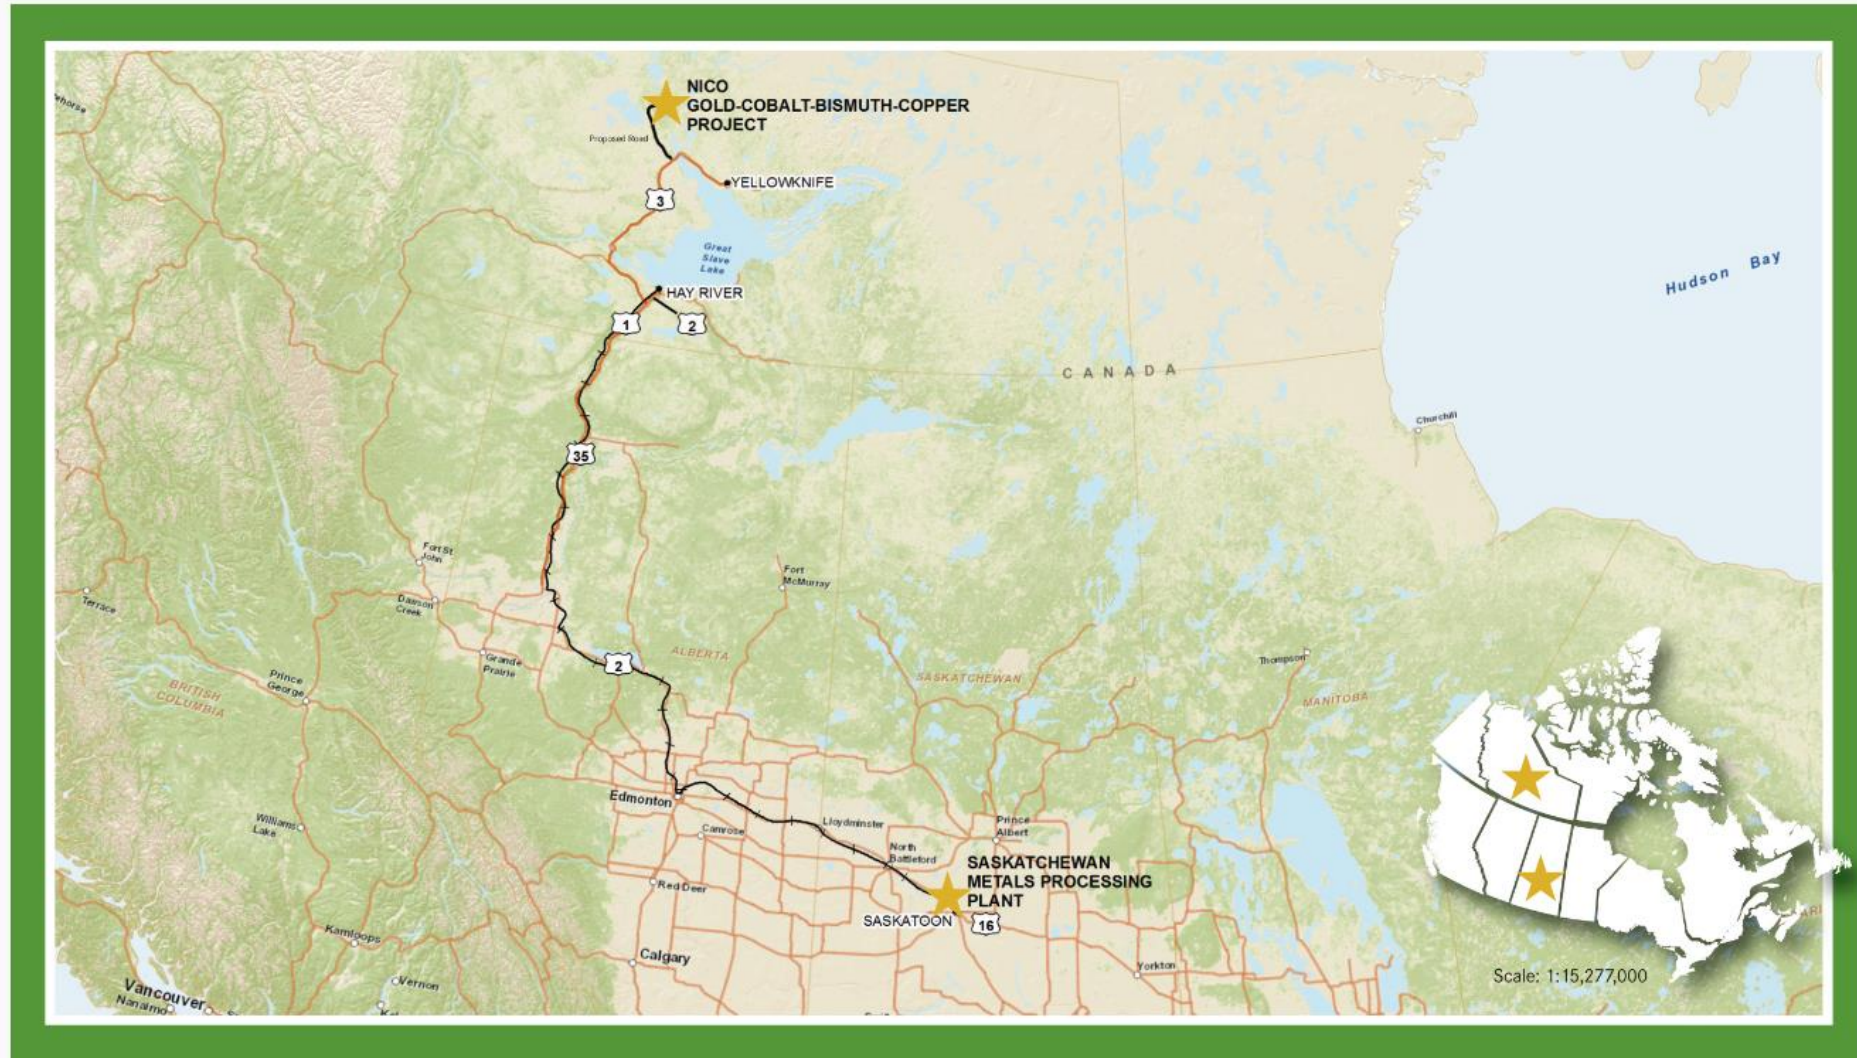 ehorse
NICO
GOLD-COBALT-BISMUTH-COPPER
PROJECT
Proposed Road
YELLOWKNIFE
3
Great
Slave
Lake
Hudson Bay
HAY RIVER
1
2
CANADA
Churchill
35
Fort St
John
Fort
McMurray
Dawson
Creek
Terrace
2
ALBERTA
Grande
Prairie
Thompson
Prince
George
BRITISH
COLUMBIA
SASKATCHEWAN
MANITOBA
Edmonton
Lloydminster
Williams
Lake
Camrose
Prince
Albert
North
Battleford
SASKATCHEWAN
METALS PROCESSING
PLANT
Red Deer
SASKATOON
16
ARI
Kamloops
Calgary
Yorkton
Scale: 1:15,277,000
Vernon
Vancouver
Nanaimo